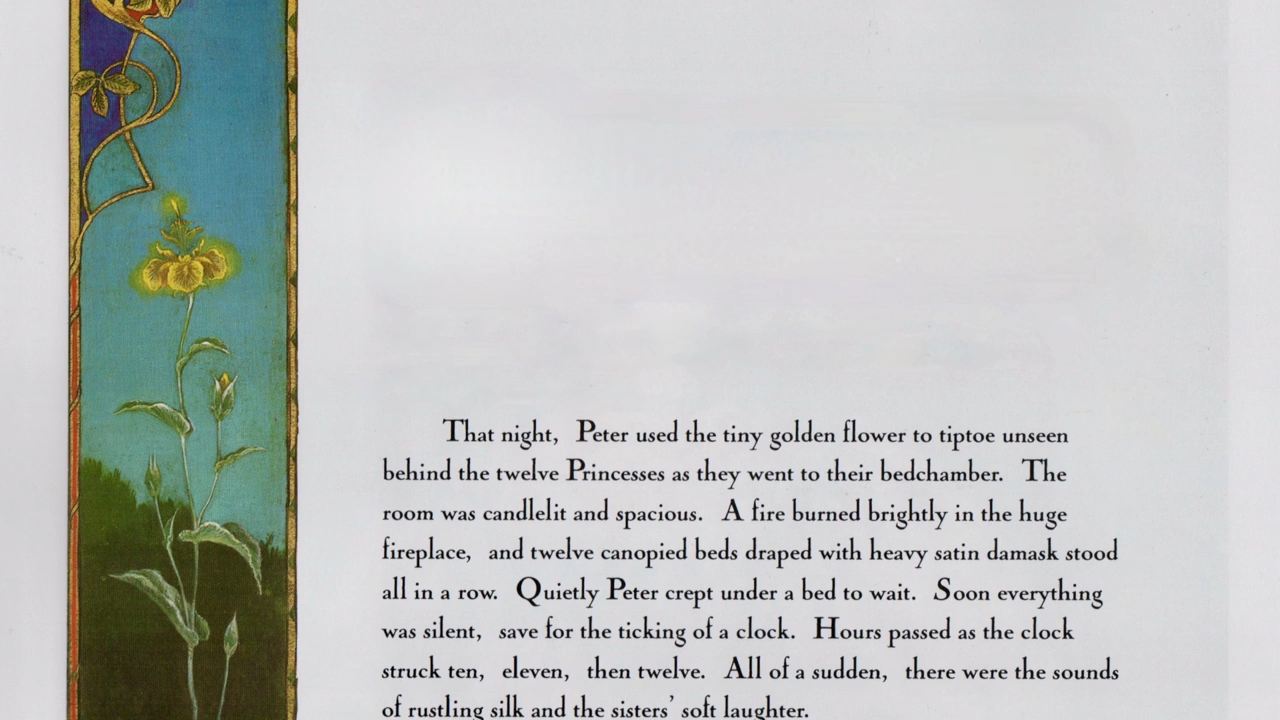 That night, Peter used the tiny golden flower to tiptoe unseen
behind the twelve Princesses as they went to their bedchamber. The
room was candlelit and spacious. A fire burned brightly in the huge
fireplace, and twelve canopied beds draped with heavy satin damask stood
all in a row. Quietly Peter crept under a bed to wait. Soon everything
was silent, save for the ticking of a clock. Hours passed as the clock
struck ten, eleven, then twelve. All of a sudden, there were the sounds
of rustling silk and the sisters’ soft laughter.